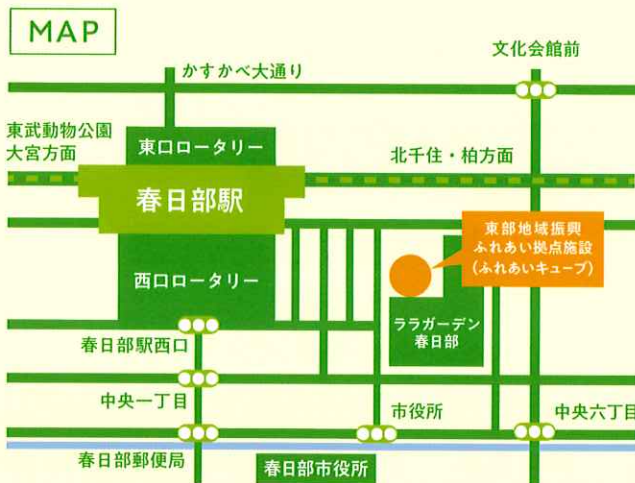 MAP
文化会館前
かすかべ大通り
東武動物公園
大宮方面
東口ロータリー
北千住・柏方面
春日部駅
東部地域振興
ふれあい拠点施設
(ふれあいキューブ)
西口ロータリー
ララガーデン
春日部
春日部駅西口
中央一丁目
市役所
中央六丁目
春日部郵便局
春日部市役所